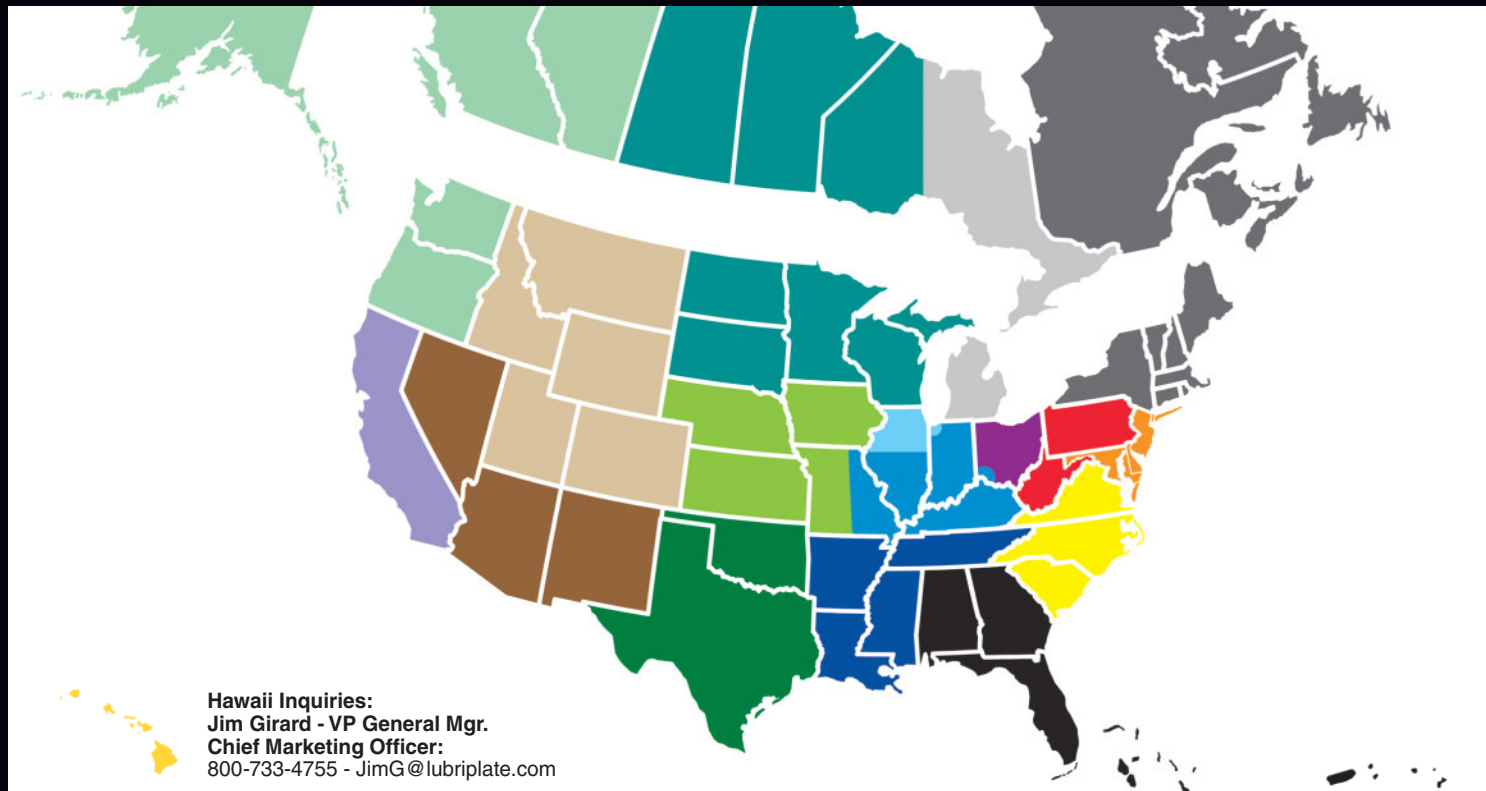 Hawaii Inquiries:
Jim Girard - VP General Mgr.
Chief Marketing Officer:
800-733-4755 - JimG@lubriplate.com